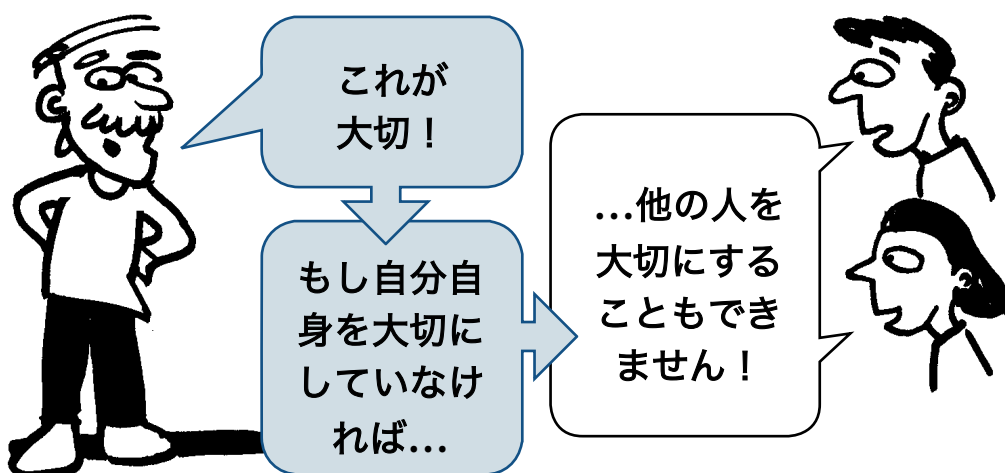 これが
大切！
もし自分自
身を大切に
していなけ
れば…
…他の人を
大切にする
こともでき
ません！